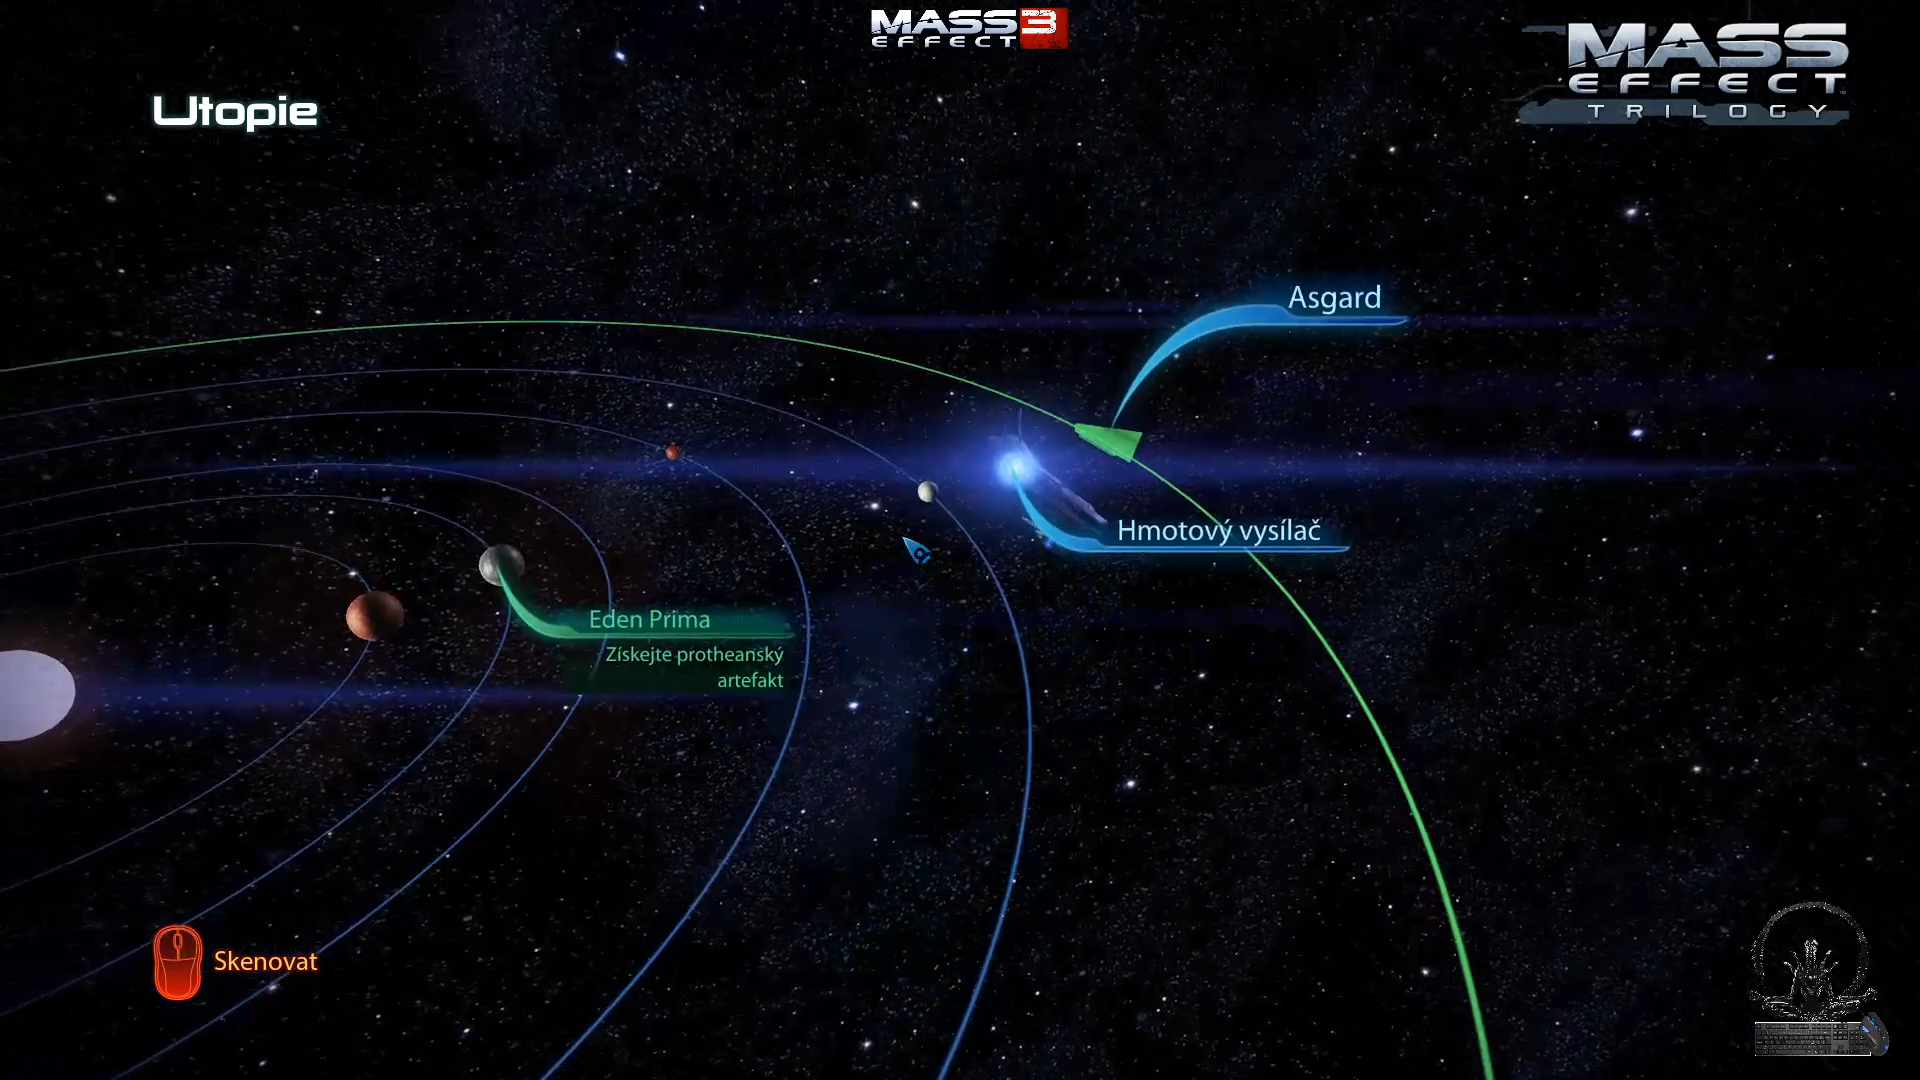 MASS 3
EFFECT
MASS
EFFECT
TRILOGY
Utopie
Asgard
Hmotový vysílač
Eden Prima
Získejte protheanský
artefakt
Skenovat